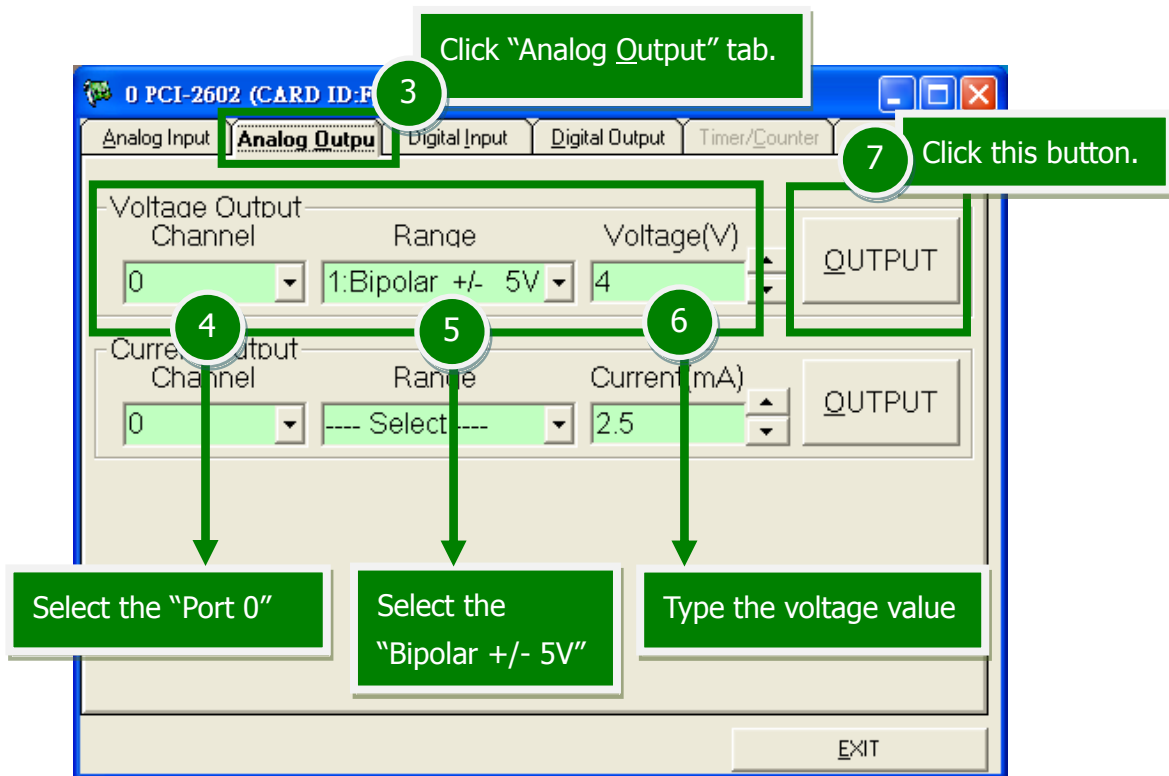 Click “Analog Output” tab.
3
0 PCI-2602 (CARD ID:F
Analog Input
Analog Outpu
Digital Input
Digital Output
Timer/Counter
7
Click this button.
Voltage Output
Channel
Range
Voltage(V)
0
1:Bipolar +/- 5V
4
OUTPUT
4
5
6
Current Output
Channel
Range
Current(mA)
0
---- Select ----
2.5
OUTPUT
Select the “Port 0”
Select the
“Bipolar +/- 5V”
Type the voltage value
EXIT